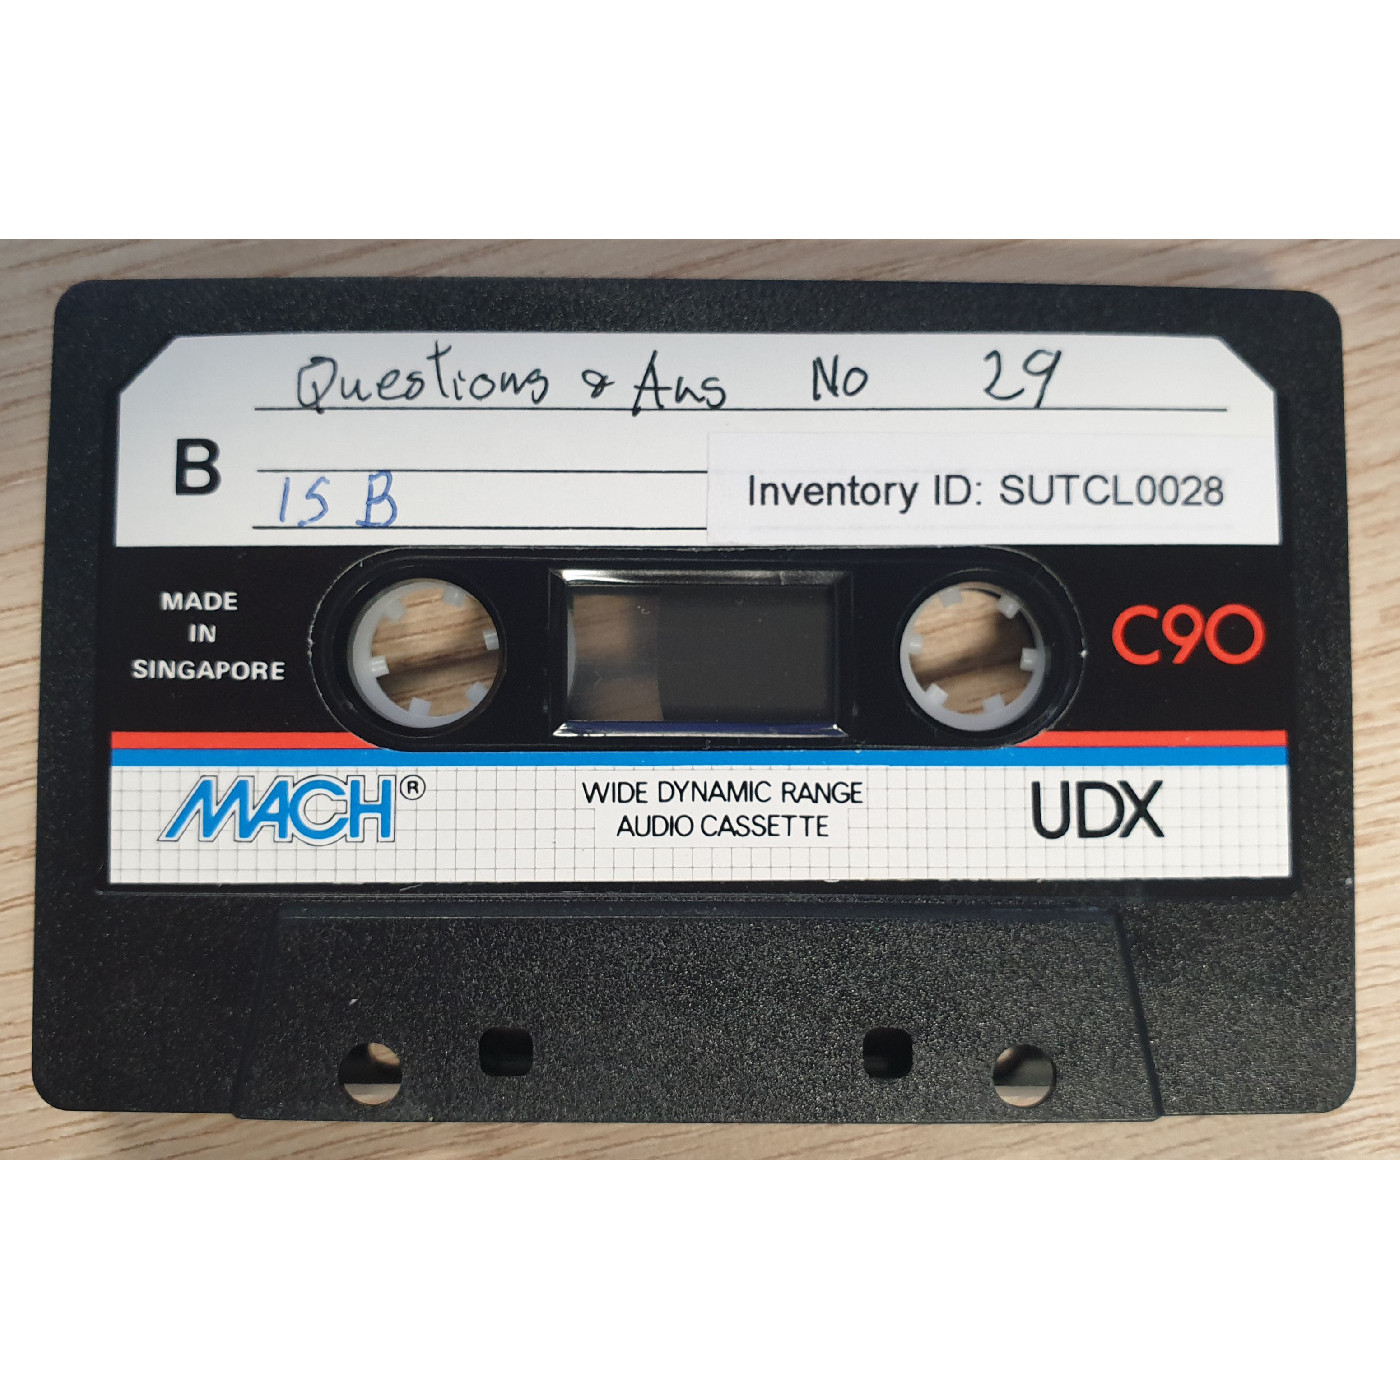 Questions & Ans No 29
B
15 B
Inventory ID: SUTCL0028
MADE
IN
SINGAPORE
C90
MACH®
WIDE DYNAMIC RANGE
AUDIO CASSETTE
UDX